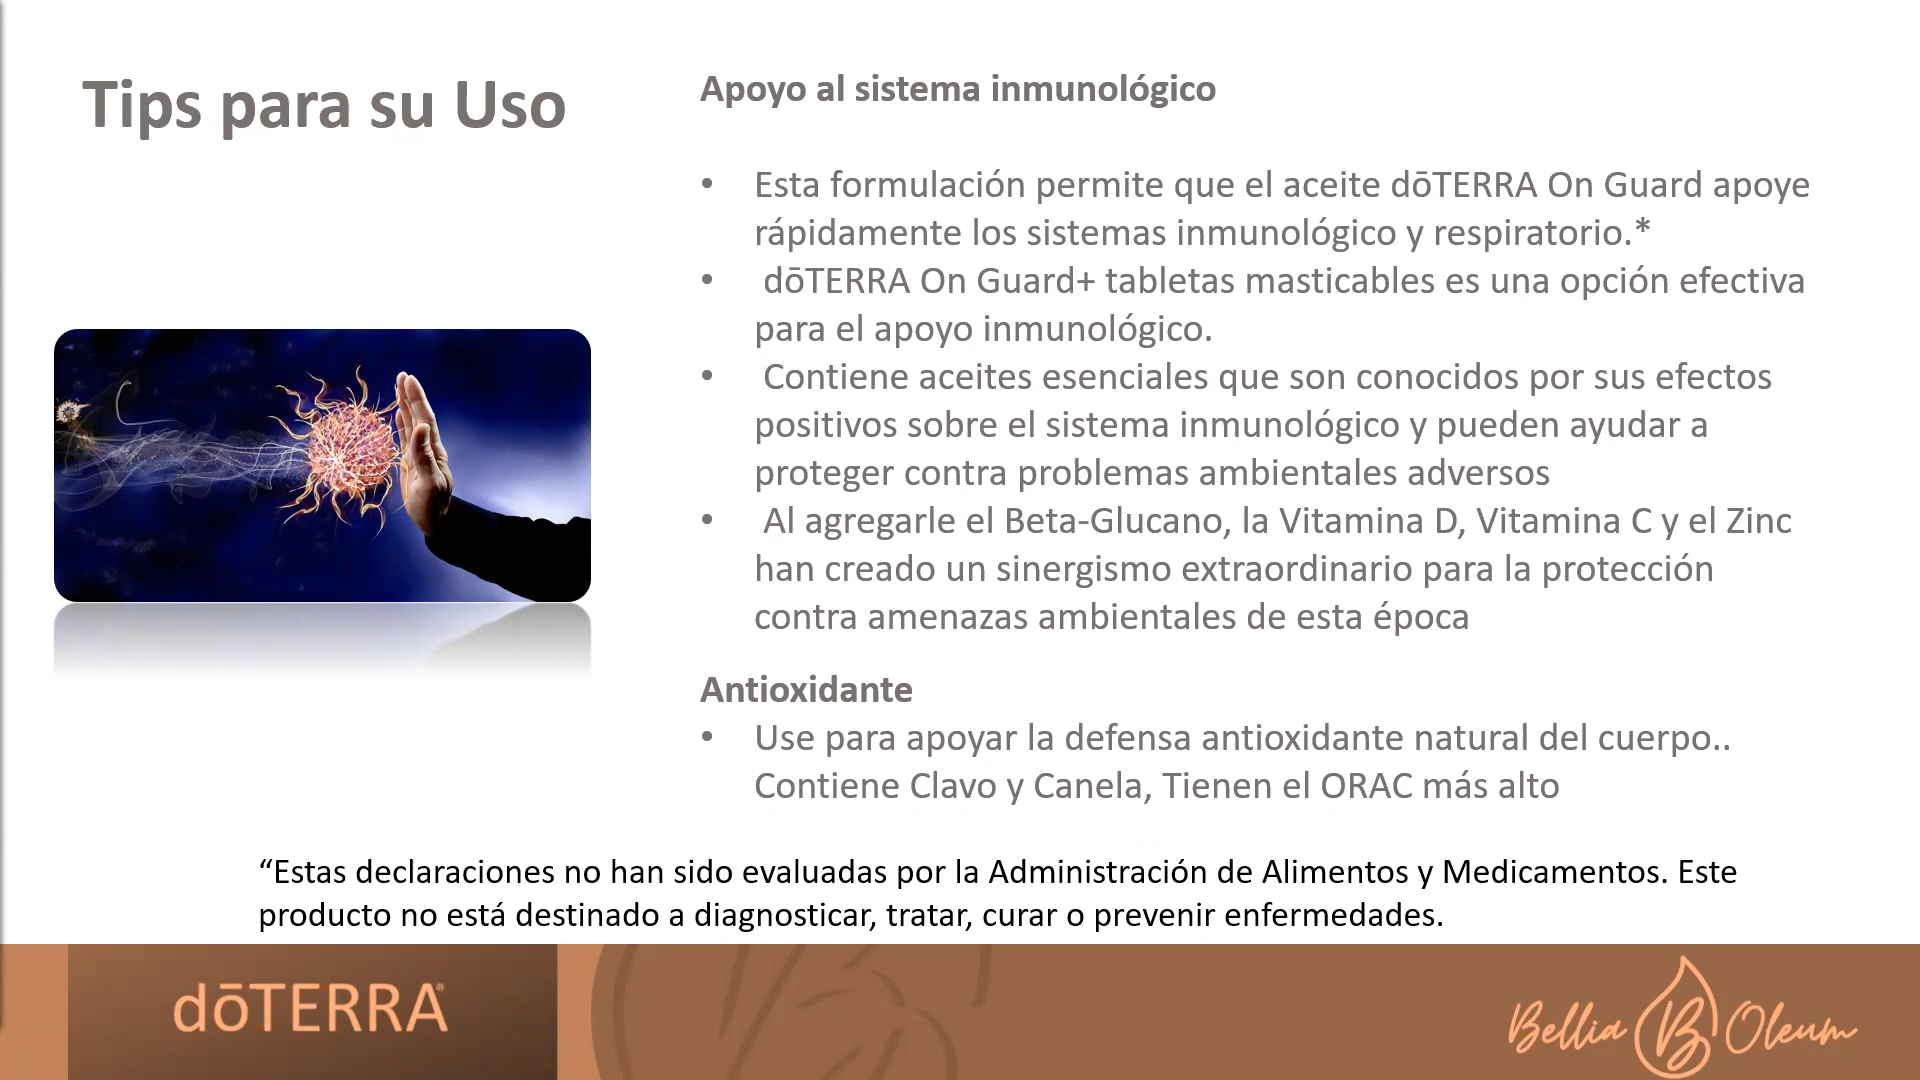 Tips para su Uso
Apoyo al sistema inmunológico
• Esta formulación permite que el aceite dōTERRA On Guard apoye
rápidamente los sistemas inmunológico y respiratorio.*
• dōTERRA On Guard+ tabletas masticables es una opción efectiva
para el apoyo inmunológico.
• Contiene aceites esenciales que son conocidos por sus efectos
positivos sobre el sistema inmunológico y pueden ayudar a
proteger contra problemas ambientales adversos
• Al agregarle el Beta-Glucano, la Vitamina D, Vitamina C y el Zinc
han creado un sinergismo extraordinario para la protección
contra amenazas ambientales de esta época
Antioxidante
• Use para apoyar la defensa antioxidante natural del cuerpo..
Contiene Clavo y Canela, Tienen el ORAC más alto
“Estas declaraciones no han sido evaluadas por la Administración de Alimentos y Medicamentos. Este
producto no está destinado a diagnosticar, tratar, curar o prevenir enfermedades.
dōTERRA®
Bellia B Oleum